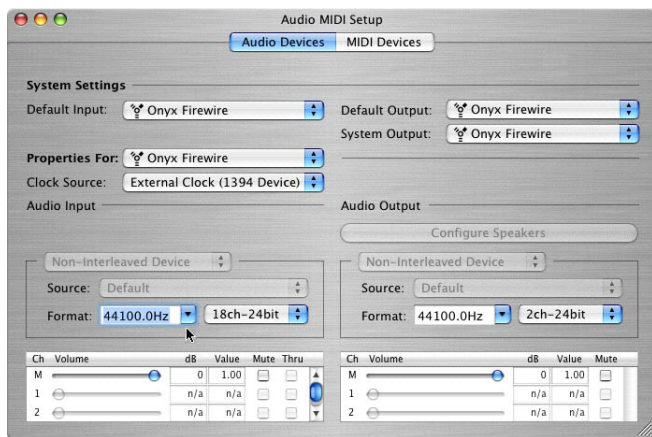 Audio MIDI Setup
Audio Devices MIDI Devices
System Settings
Default Input: Onyx Firewire Default Output: Onyx Firewire
System Output: Onyx Firewire
Properties For: Onyx Firewire
Clock Source: External Clock (1394 Device)
Audio Input Audio Output
Configure Speakers
Non-Interleaved Device Non-Interleaved Device
Source: Default Source: Default
Format: 44100.0Hz 18ch-24bit Format: 44100.0Hz 2ch-24bit
Ch Volume dB Value Mute Thru Ch Volume dB Value Mute
M 0 1.00 M 0 1.00
1 n/a n/a 1 n/a n/a
2 n/a n/a 2 n/a n/a